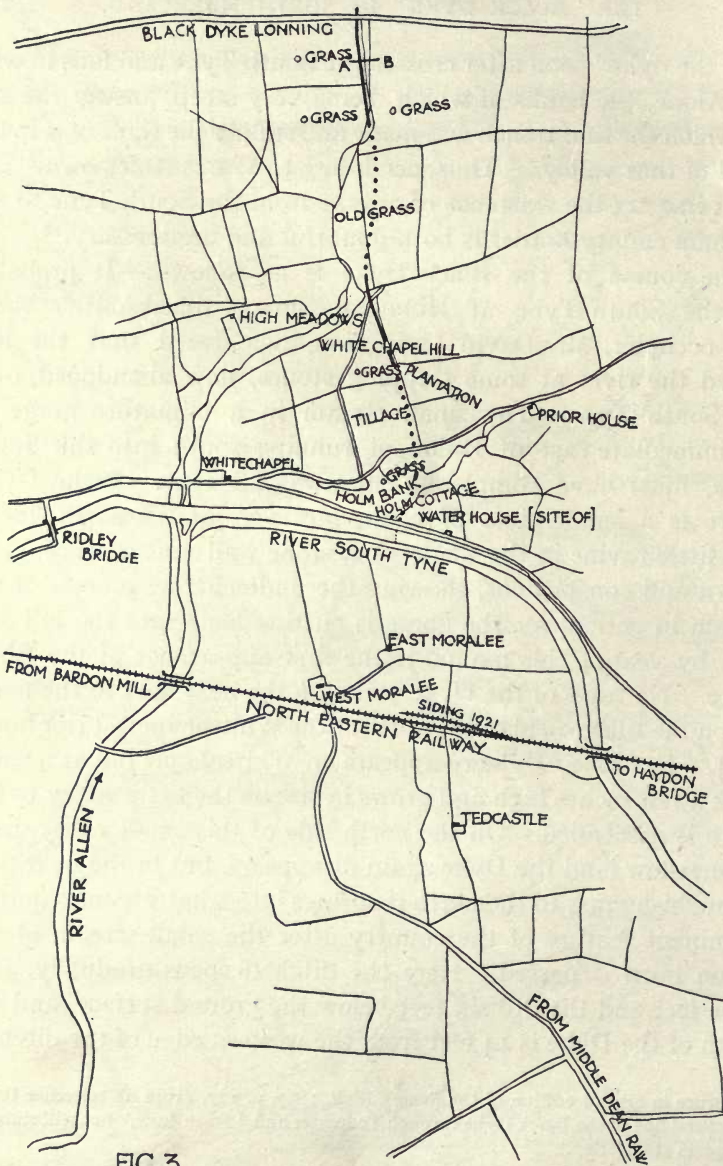 BLACK DYKE LONNING
GRASS
A B
GRASS
GRASS
OLD GRASS
HIGH MEADOWS
WHITE CHAPEL HILL
GRASS PLANTATION
TILLAGE
PRIOR HOUSE
WHITECHAPEL
GRASS
HOLM BANK
HOLM COTTAGE
WATER HOUSE [SITE OF]
RIDLEY
BRIDGE
RIVER SOUTH TYNE
EAST MORALEE
FROM BARDON MILL
WEST MORALEE
SIDING 1921
NORTH EASTERN RAILWAY
TO HAYDON
BRIDGE
TEDCASTLE
RIVER ALLEN
FROM MIDDLE DEAN RAW
FIG 3